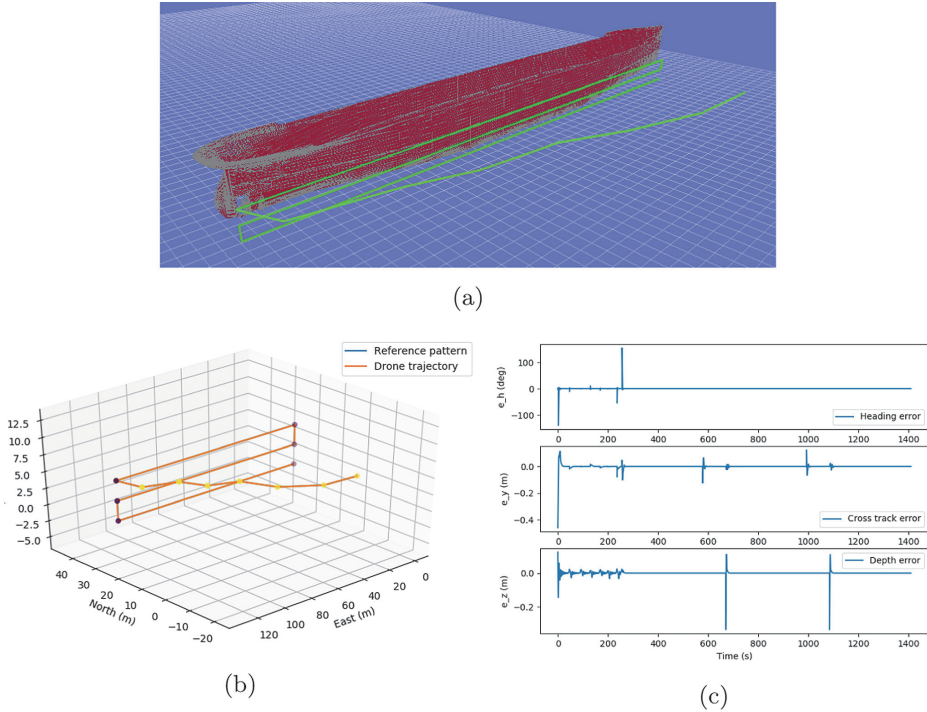 (a)
Reference pattern
Drone trajectory
12.5
10.0
7.5
5.0
2.5
0.0
−2.5
−5.0
40
30
20
10
0
−10
−20
North (m)
120
100
80
60
40
20
0
East (m)
(b)
100
0
−100
e_h (deg)
Heading error
0 200 400 600 800 1000 1200 1400
0.0
−0.2
−0.4
e_y (m)
Cross track error
0 200 400 600 800 1000 1200 1400
0.0
−0.2
e_z (m)
Depth error
0 200 400 600 800 1000 1200 1400
Time (s)
(c)